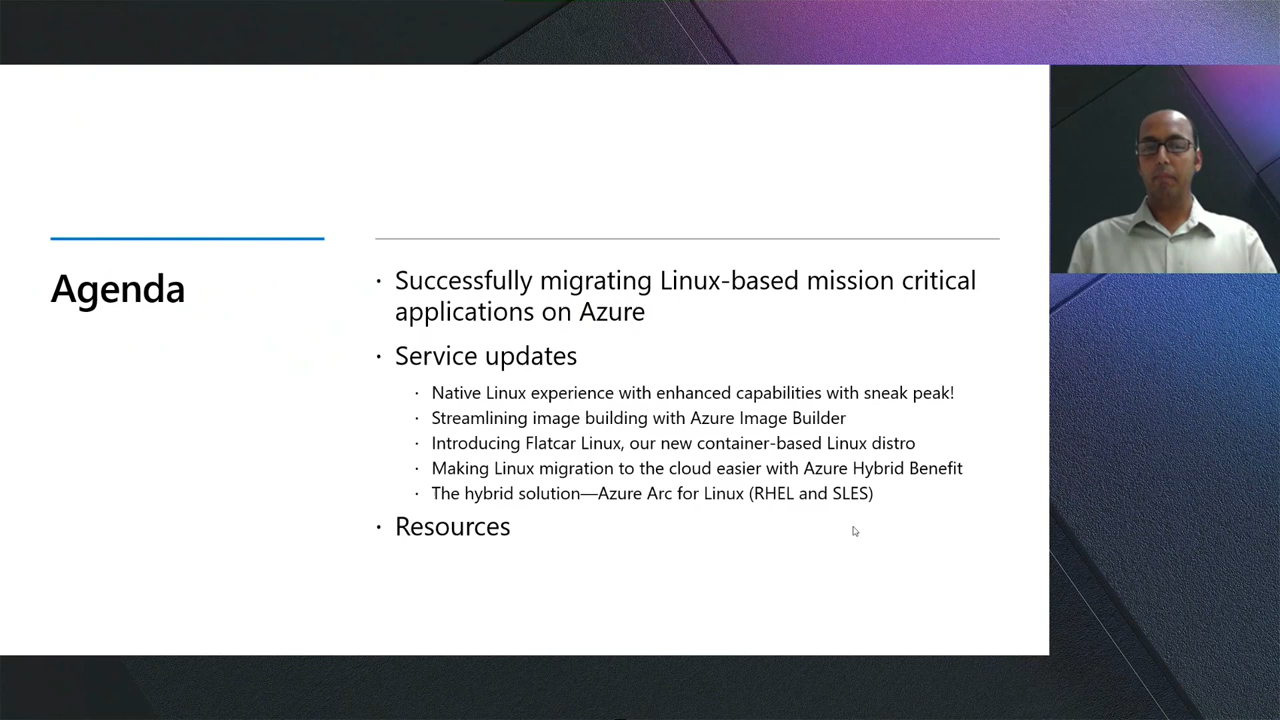 Agenda
· Successfully migrating Linux-based mission critical
applications on Azure
· Service updates
· Native Linux experience with enhanced capabilities with sneak peak!
· Streamlining image building with Azure Image Builder
· Introducing Flatcar Linux, our new container-based Linux distro
· Making Linux migration to the cloud easier with Azure Hybrid Benefit
· The hybrid solution—Azure Arc for Linux (RHEL and SLES)
· Resources